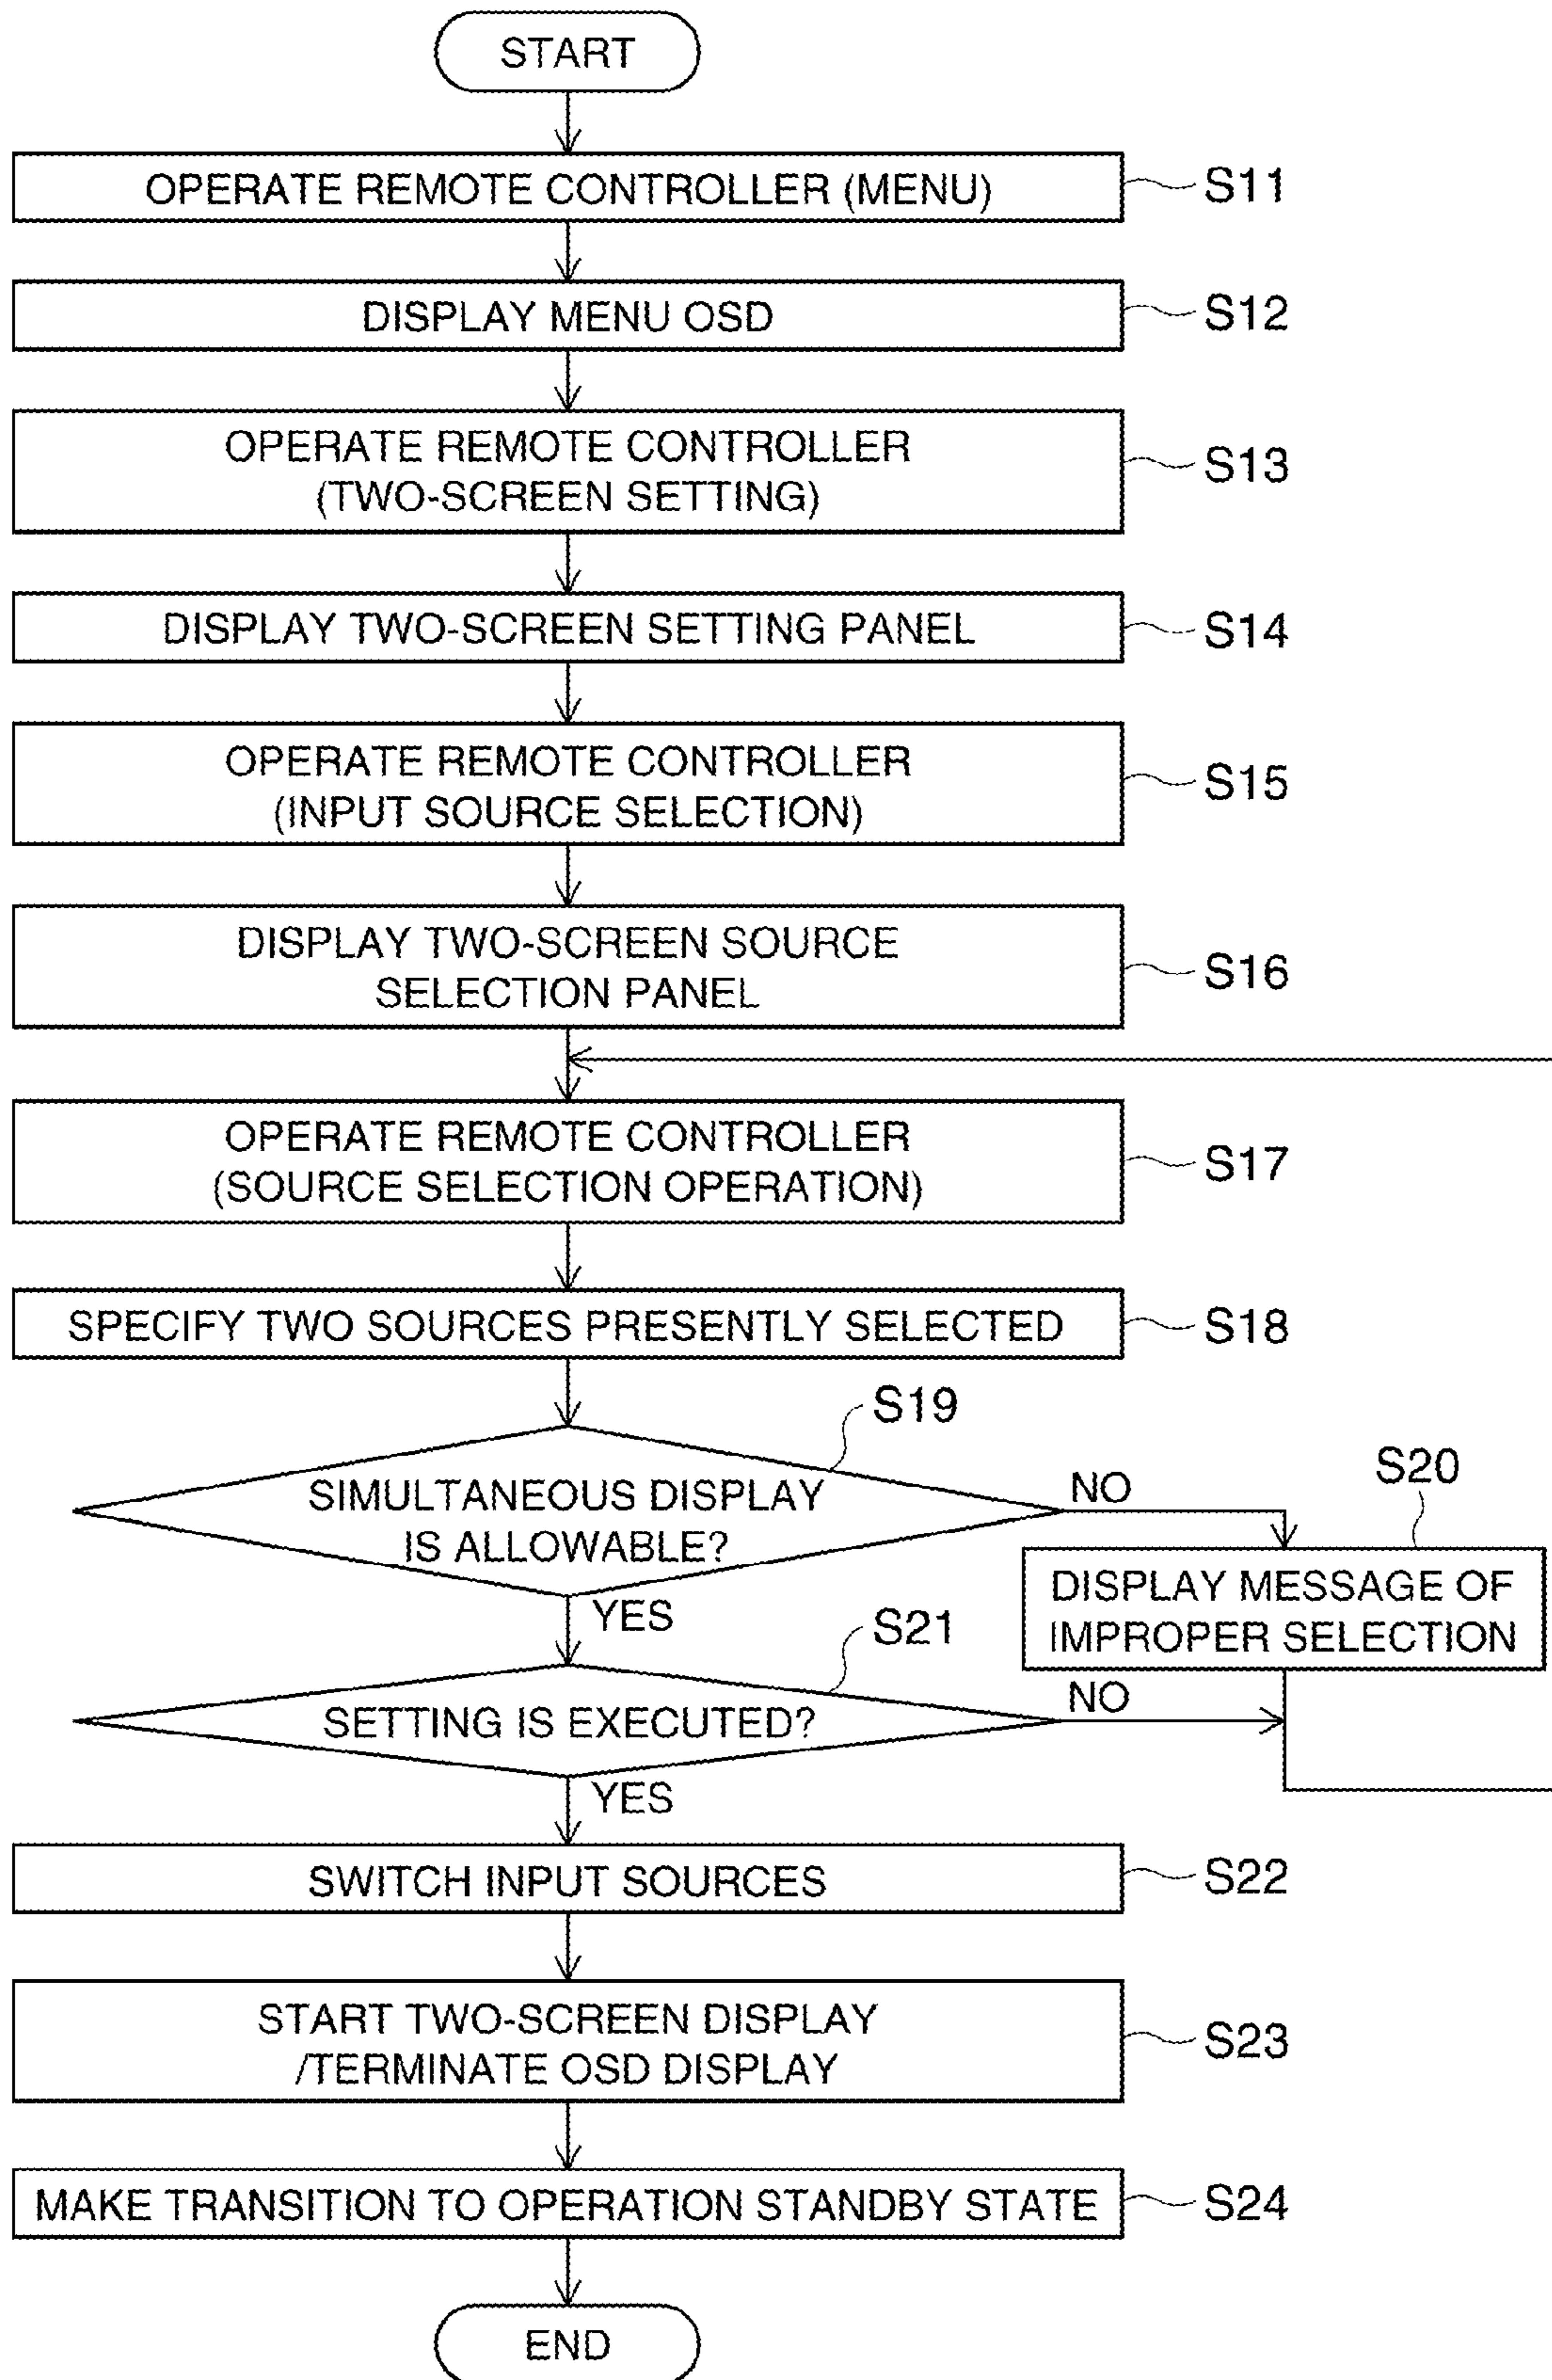 START
OPERATE REMOTE CONTROLLER (MENU)
S11
DISPLAY MENU OSD
S12
OPERATE REMOTE CONTROLLER
(TWO-SCREEN SETTING)
S13
DISPLAY TWO-SCREEN SETTING PANEL
S14
OPERATE REMOTE CONTROLLER
(INPUT SOURCE SELECTION)
S15
DISPLAY TWO-SCREEN SOURCE
SELECTION PANEL
S16
OPERATE REMOTE CONTROLLER
(SOURCE SELECTION OPERATION)
S17
SPECIFY TWO SOURCES PRESENTLY SELECTED
S18
S19
SIMULTANEOUS DISPLAY
IS ALLOWABLE?
NO
S20
DISPLAY MESSAGE OF
IMPROPER SELECTION
YES
S21
SETTING IS EXECUTED?
NO
YES
SWITCH INPUT SOURCES
S22
START TWO-SCREEN DISPLAY
/TERMINATE OSD DISPLAY
S23
MAKE TRANSITION TO OPERATION STANDBY STATE
S24
END